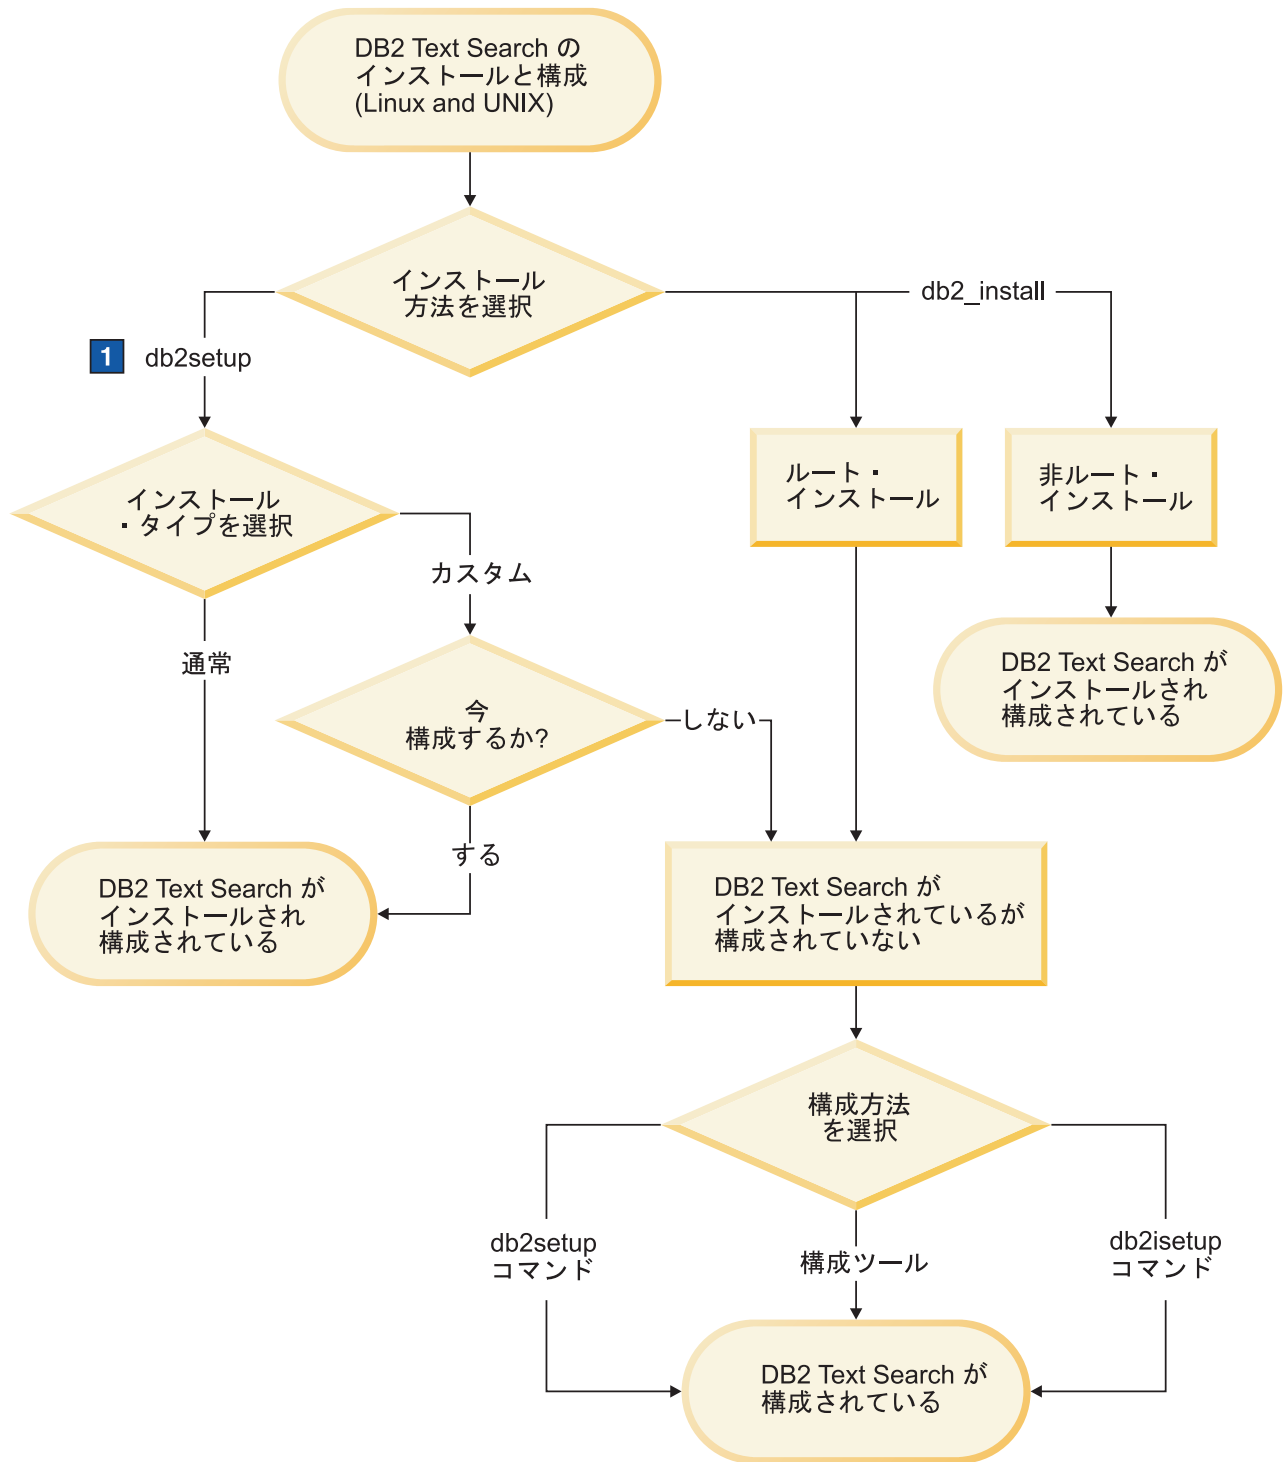 DB2 Text Search の
インストールと構成
(Linux and UNIX)
インストール
方法を選択
db2_install
1
db2setup
ルート・
インストール
非ルート・
インストール
インストール
・タイプを選択
カスタム
通常
DB2 Text Search が
インストールされ
構成されている
今
構成するか?
しない
する
DB2 Text Search が
インストールされ
構成されている
DB2 Text Search が
インストールされているが
構成されていない
構成方法
を選択
db2setup
コマンド
構成ツール
db2isetup
コマンド
DB2 Text Search が
構成されている